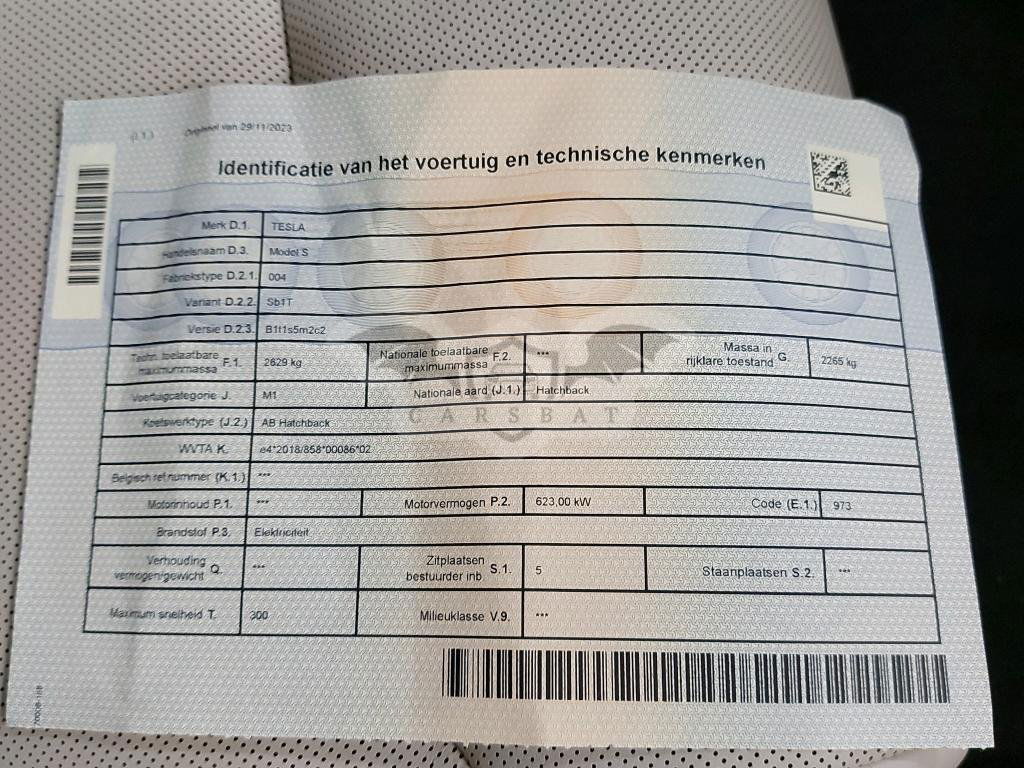 (I.1.) Origineel van 29/11/2023
Identificatie van het voertuig en technische kenmerken
Merk D.1. TESLA
Handelsnaam D.3. Model S
Fabriekstype D.2.1. 004
Variant D.2.2. Sb1T
Versie D.2.3. B1t1s5m2c2
Techn. toelaatbare maximummassa F.1. 2629 kg Nationale toelaatbare maximummassa F.2. *** Massa in rijklare toestand G. 2265 kg
Voertuigcategorie J. M1 Nationale aard (J.1.) Hatchback
Koetswerktype (J.2.) AB Hatchback
CARSBAT
WVTA K. e4*2018/858*00086*02
Belgisch ref.nummer (K.1.) ***
Motorinhoud P.1. *** Motorvermogen P.2. 623,00 kW Code (E.1.) 973
Brandstof P.3. Elektriciteit
Verhouding vermogen/gewicht Q. *** Zitplaatsen bestuurder inb. S.1. 5 Staanplaatsen S.2. ***
Maximum snelheid T. 300 Milieuklasse V.9. ***